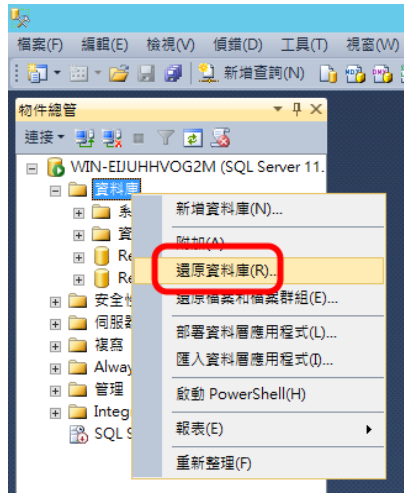 檔案(F) 編輯(E) 檢視(V) 偵錯(D) 工具(T) 視窗(W)
新增查詢(N)
物件總管
連接
WIN-EIJUHHVOG2M (SQL Server 11.
資料庫
系
資
Re
Re
安全性
伺服器
複寫
Alway
管理
Integ
SQL S
新增資料庫(N)...
附加(A)...
還原資料庫(R)...
還原檔案和檔案群組(E)...
部署資料層應用程式(L)...
匯入資料層應用程式(I)...
啟動 PowerShell(H)
報表(E)
重新整理(F)